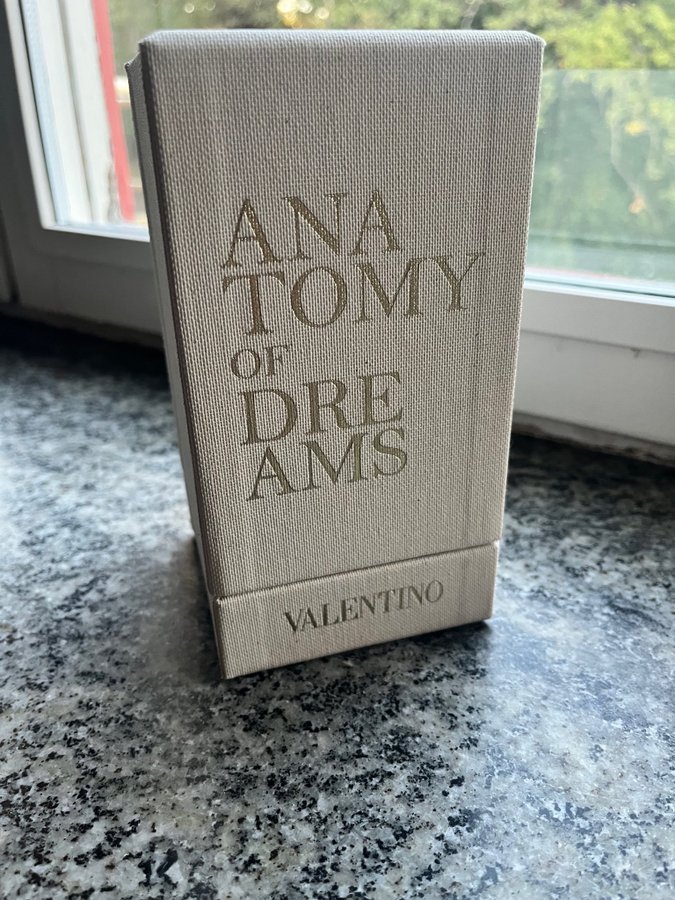 ANA
TOMY
OF
DRE
AMS
VALENTINO